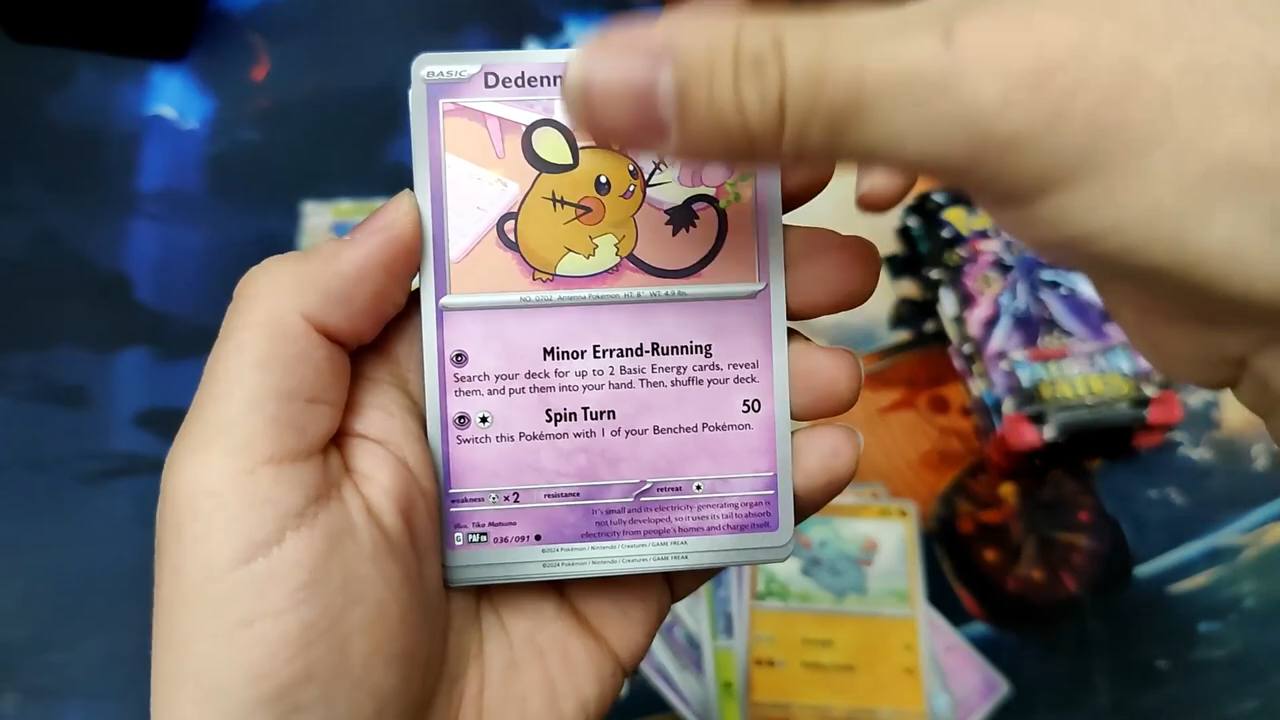 BASIC
Dedenn
NO. 0702 Antenna Pokémon HT: 8" WT: 4.9 lbs.
Minor Errand-Running
Search your deck for up to 2 Basic Energy cards, reveal
them, and put them into your hand. Then, shuffle your deck.
Spin Turn 50
Switch this Pokémon with 1 of your Benched Pokémon.
weakness ×2 resistance retreat
Illus. Tika Matsuno
It's small and its electricity-generating organ is
not fully developed, so it uses its tail to absorb
electricity from people's homes and charge itself.
G PAF EN 036/091
©2024 Pokémon / Nintendo / Creatures / GAME FREAK
©2024 Pokémon / Nintendo / Creatures / GAME FREAK
FATES